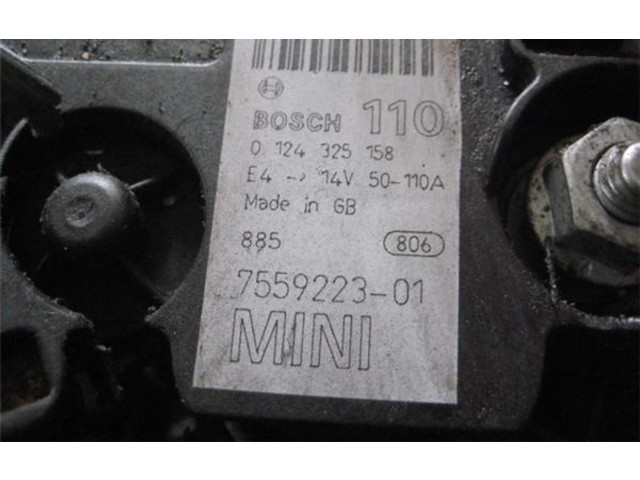 BOSCH 110
0 124 325 158
E4 → 14V 50-110A
Made in GB
885 806
7559223-01
MINI